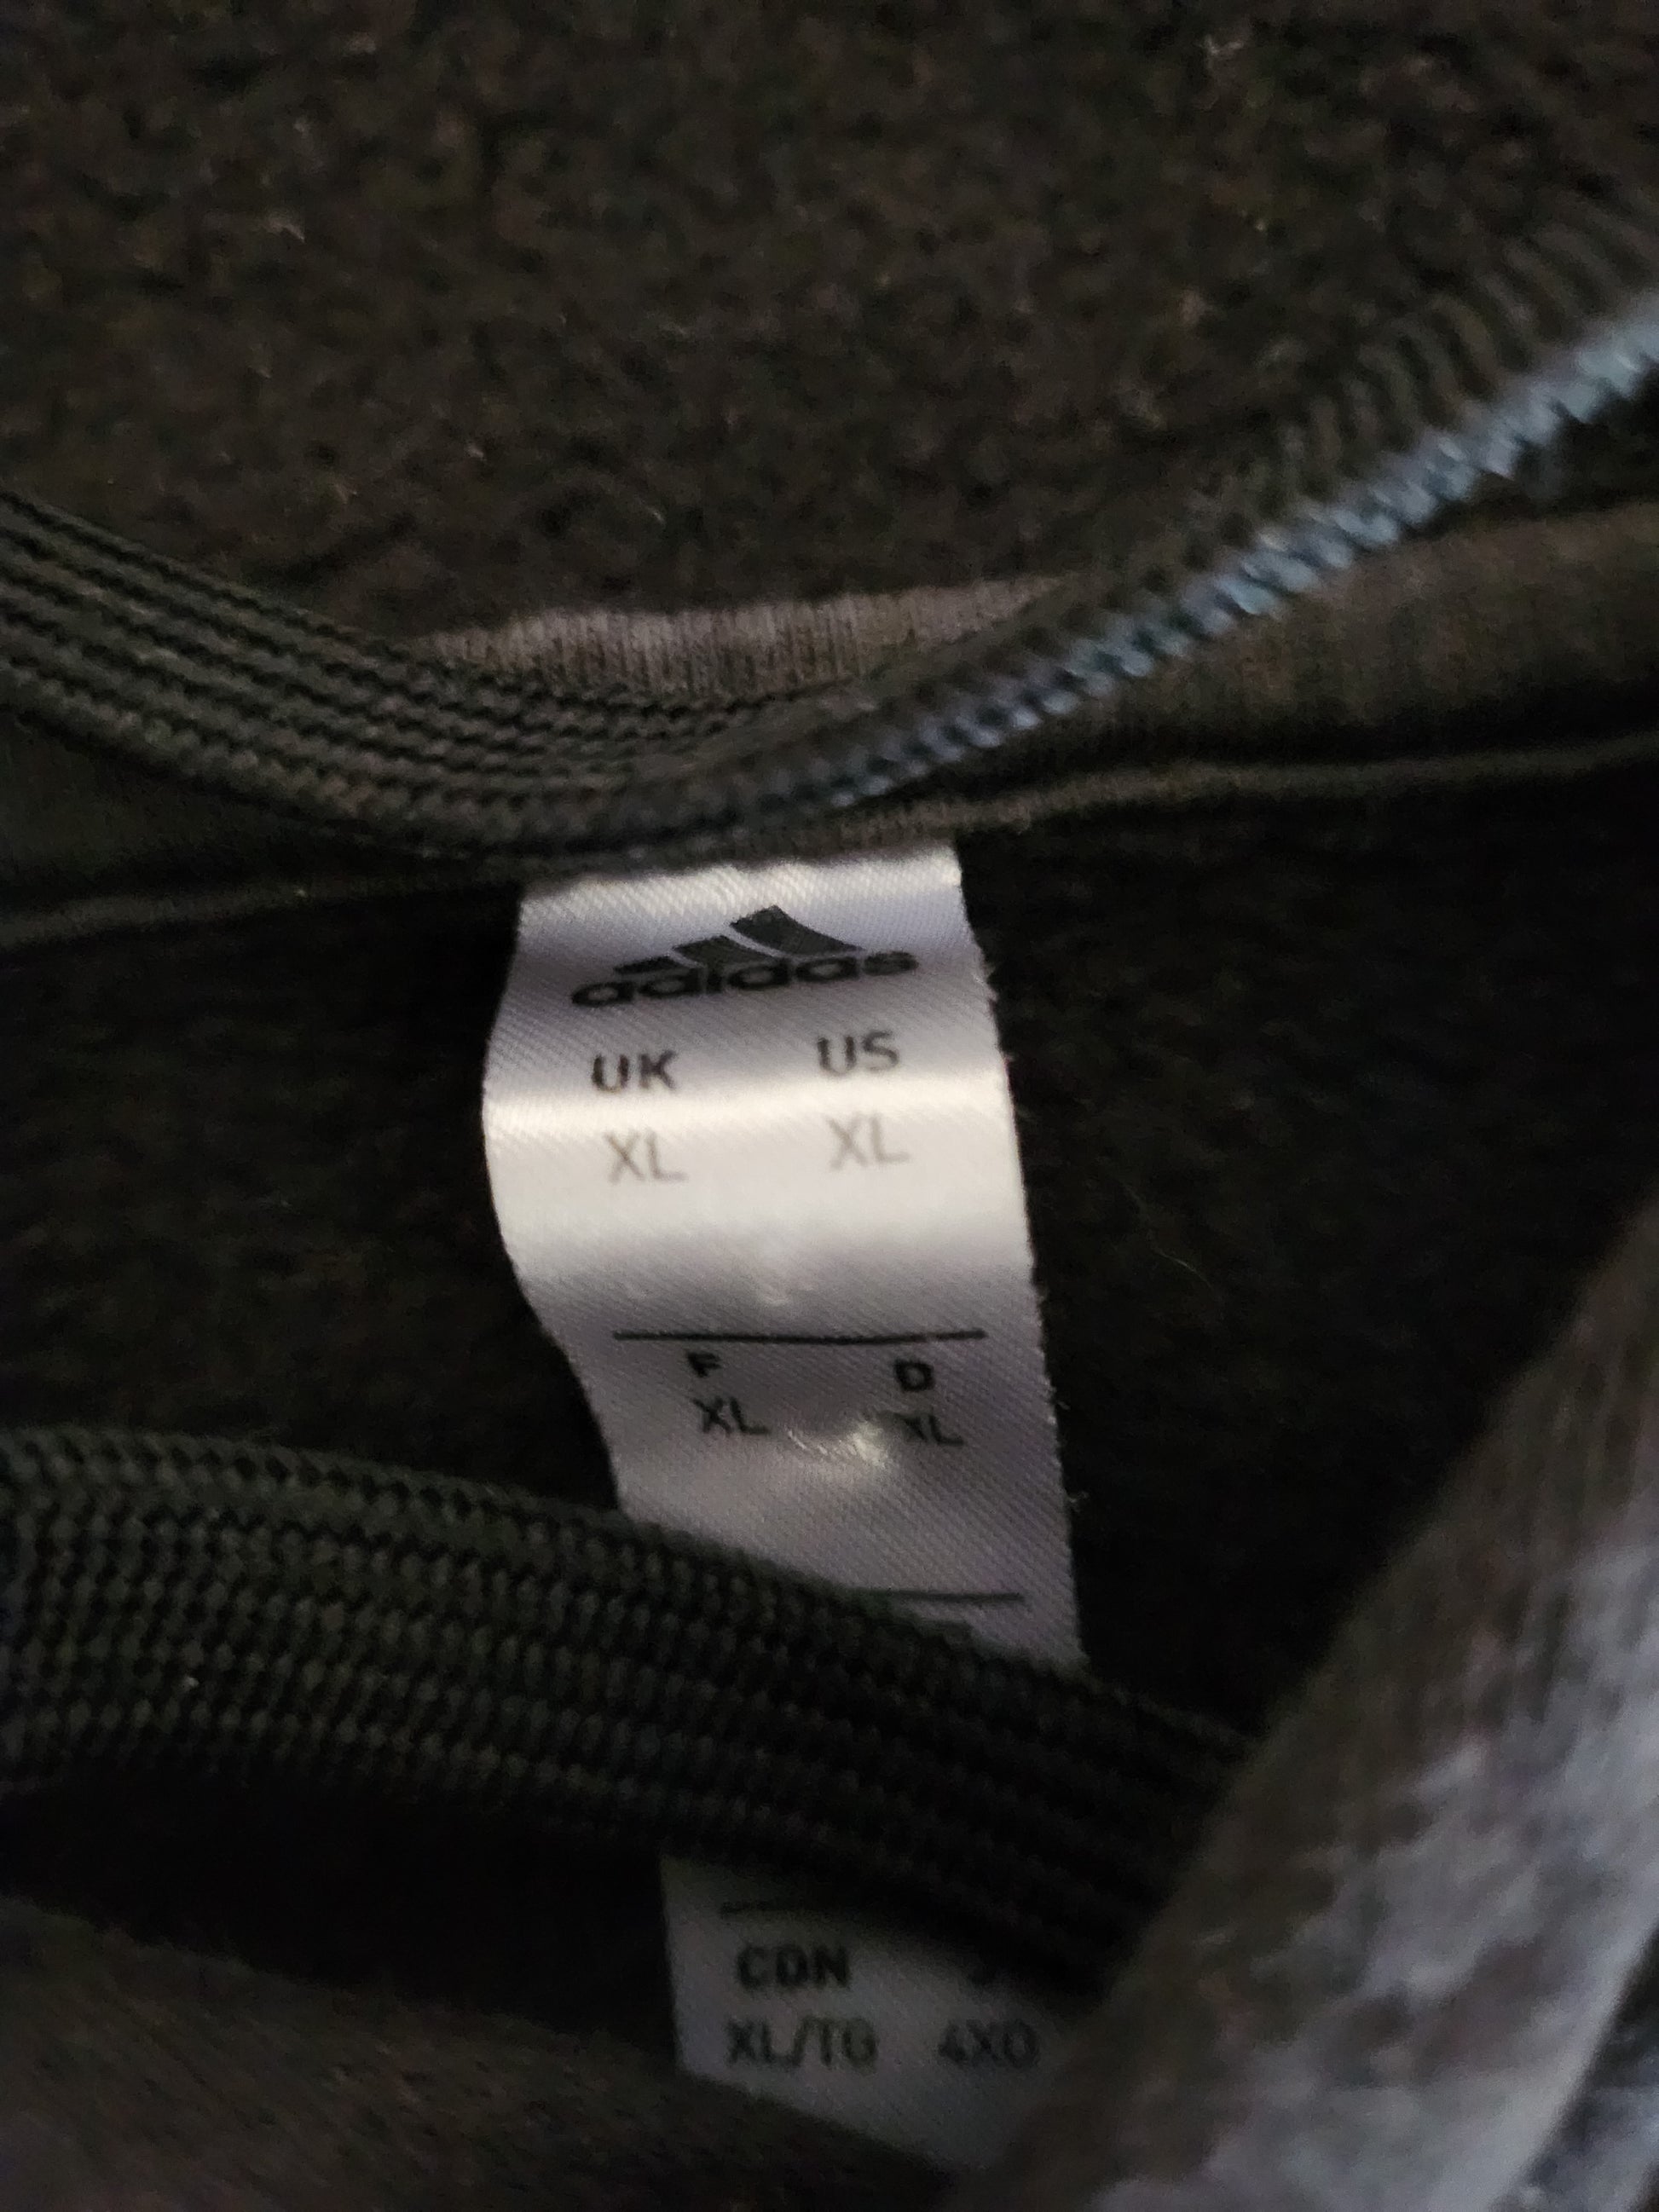 adidas
UK US
XL XL
F D
XL XL
CDN J
XL/TG 4XO